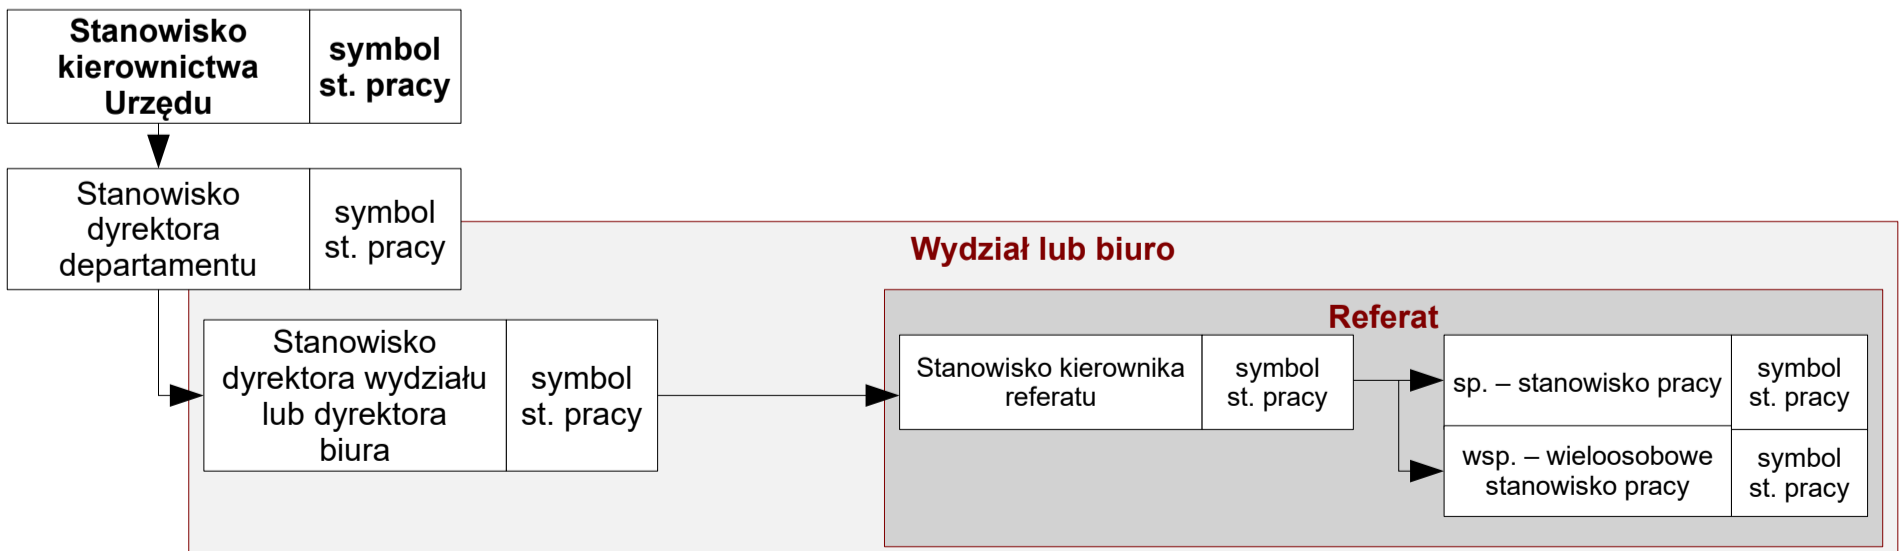 Stanowisko
kierownictwa
Urzędu
symbol
st. pracy
Stanowisko
dyrektora
departamentu
symbol
st. pracy
Wydział lub biuro
Referat
Stanowisko
dyrektora wydziału
lub dyrektora
biura
symbol
st. pracy
Stanowisko kierownika
referatu
symbol
st. pracy
sp. – stanowisko pracy
symbol
st. pracy
wsp. – wieloosobowe
stanowisko pracy
symbol
st. pracy